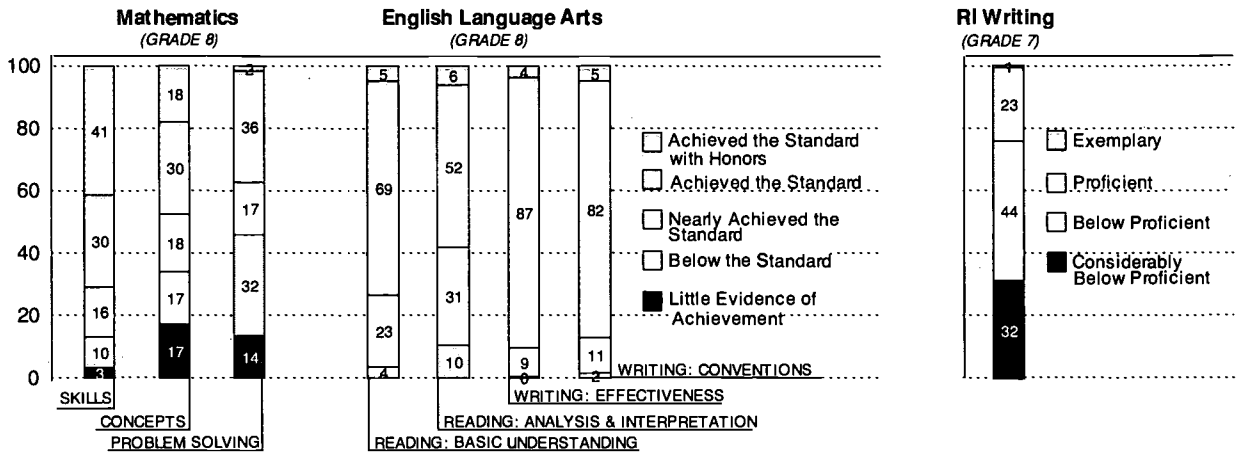 Mathematics
(GRADE 8)
English Language Arts
(GRADE 8)
RI Writing
(GRADE 7)
100
80
60
40
20
0
41
30
16
10
3
18
30
18
17
17
36
17
32
14
5
69
23
4
6
52
31
10
4
87
9
0
5
82
11
2
Achieved the Standard
with Honors
Achieved the Standard
Nearly Achieved the
Standard
Below the Standard
Little Evidence of
Achievement
1
23
44
32
Exemplary
Proficient
Below Proficient
Considerably
Below Proficient
SKILLS
CONCEPTS
PROBLEM SOLVING
WRITING: CONVENTIONS
WRITING: EFFECTIVENESS
READING: ANALYSIS & INTERPRETATION
READING: BASIC UNDERSTANDING